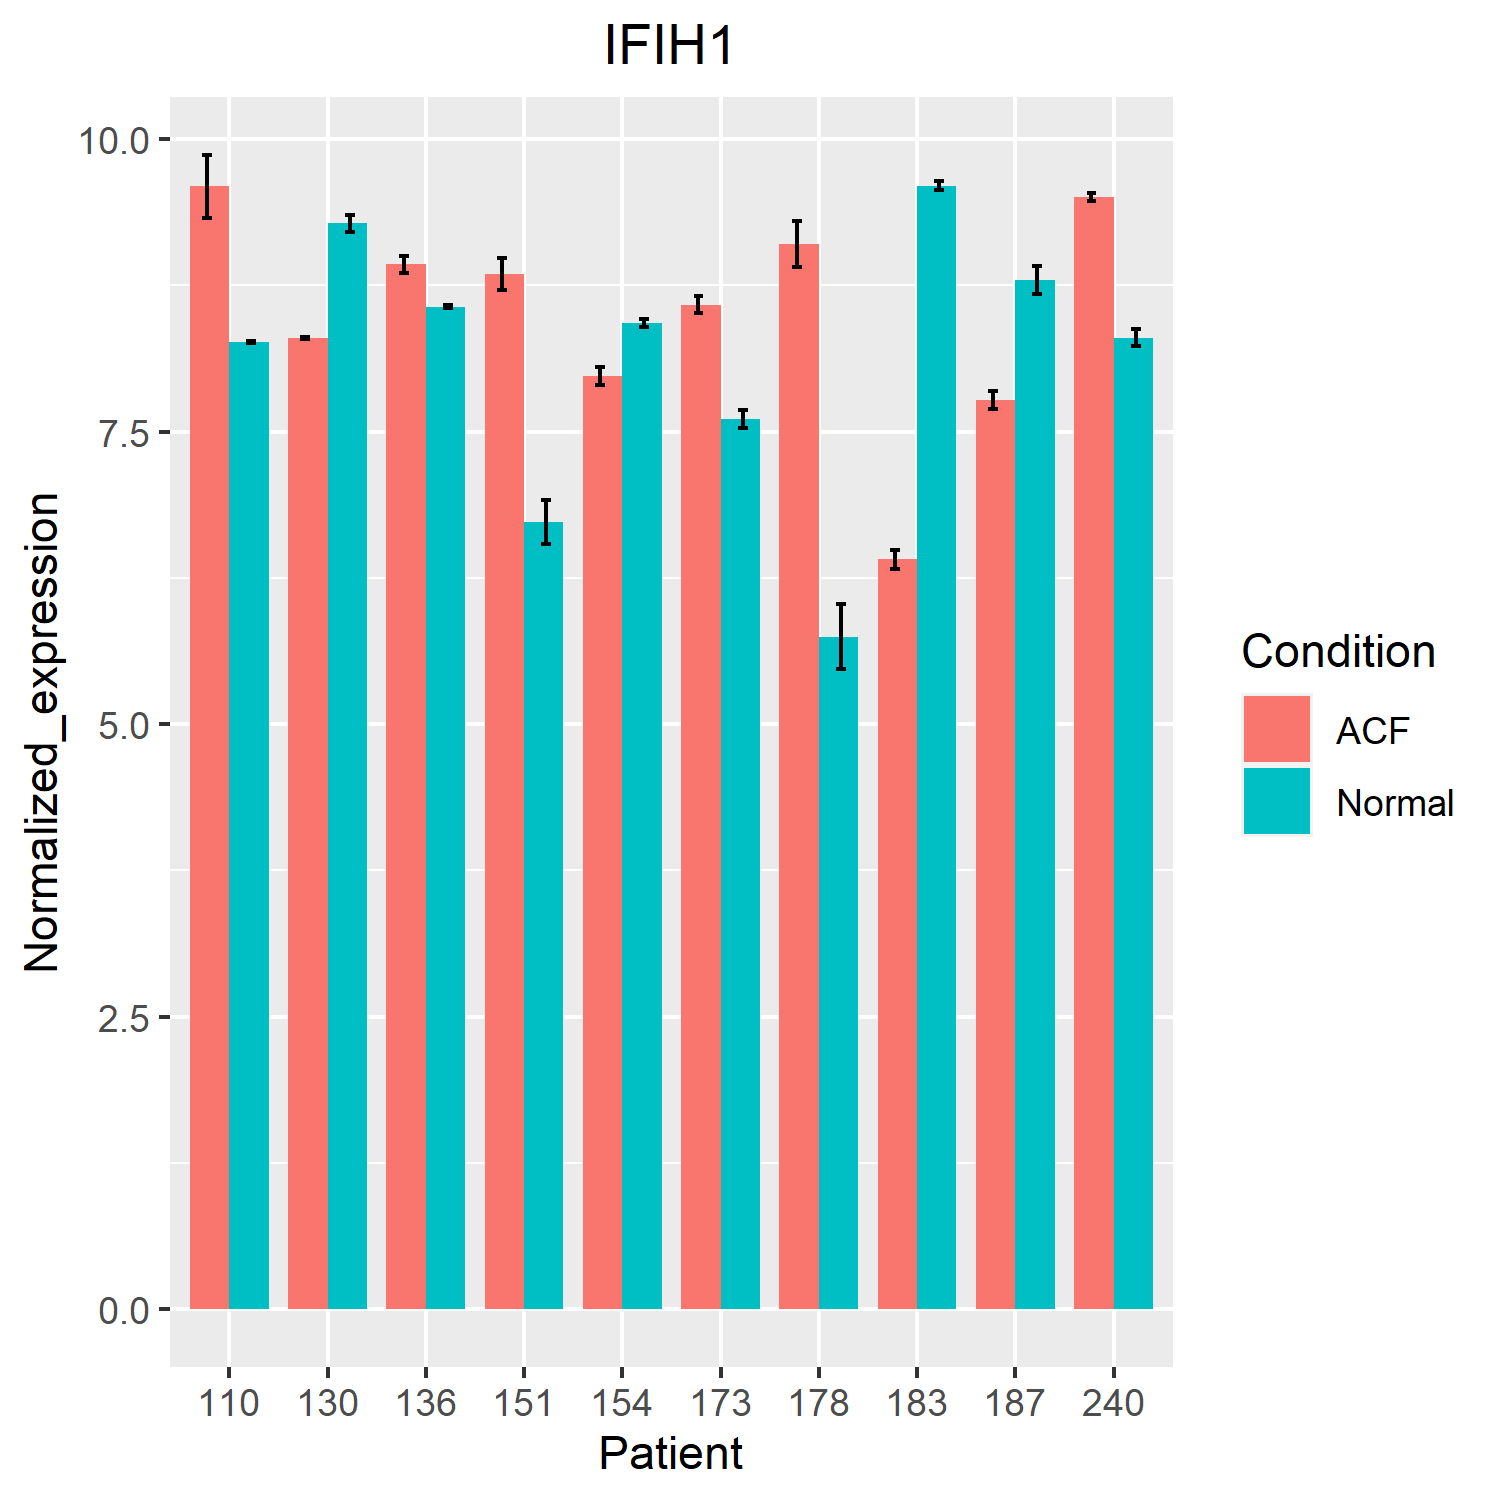 IFIH1
10.0
7.5
5.0
2.5
0.0
Normalized_expression
110 130 136 151 154 173 178 183 187 240
Patient
Condition
ACF
Normal